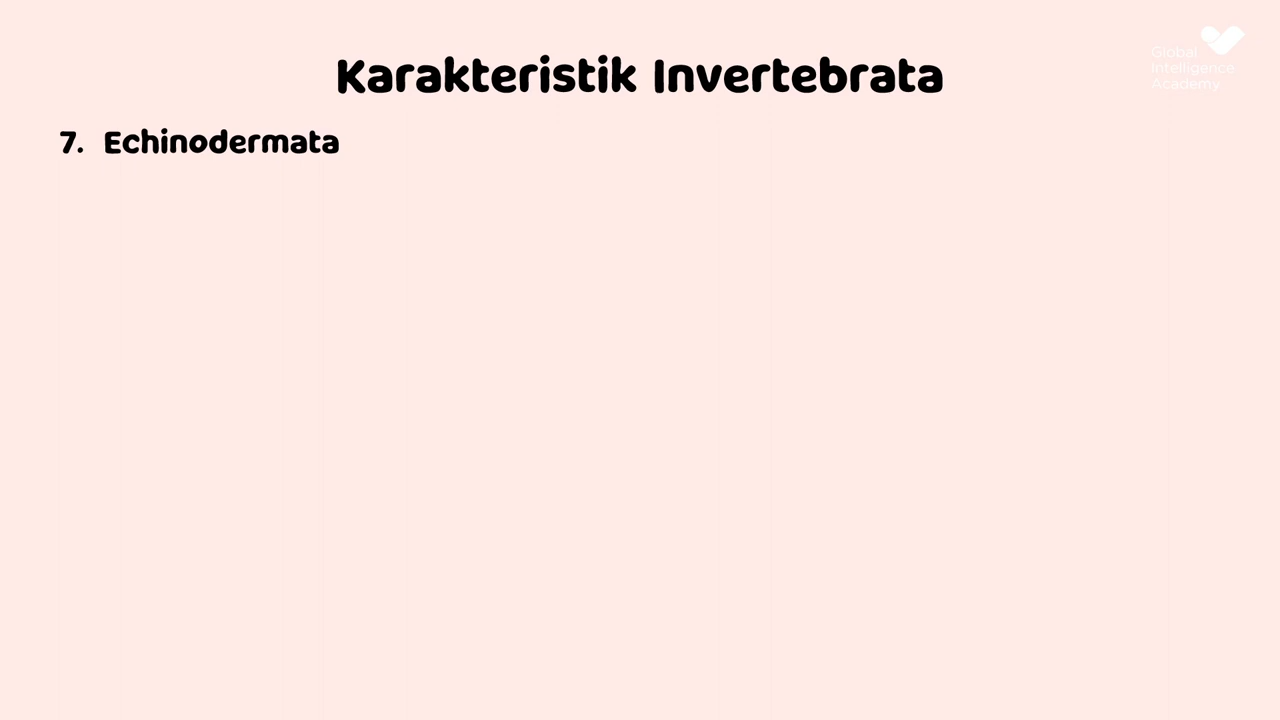 Karakteristik Invertebrata
Global
Intelligence
Academy
7. Echinodermata